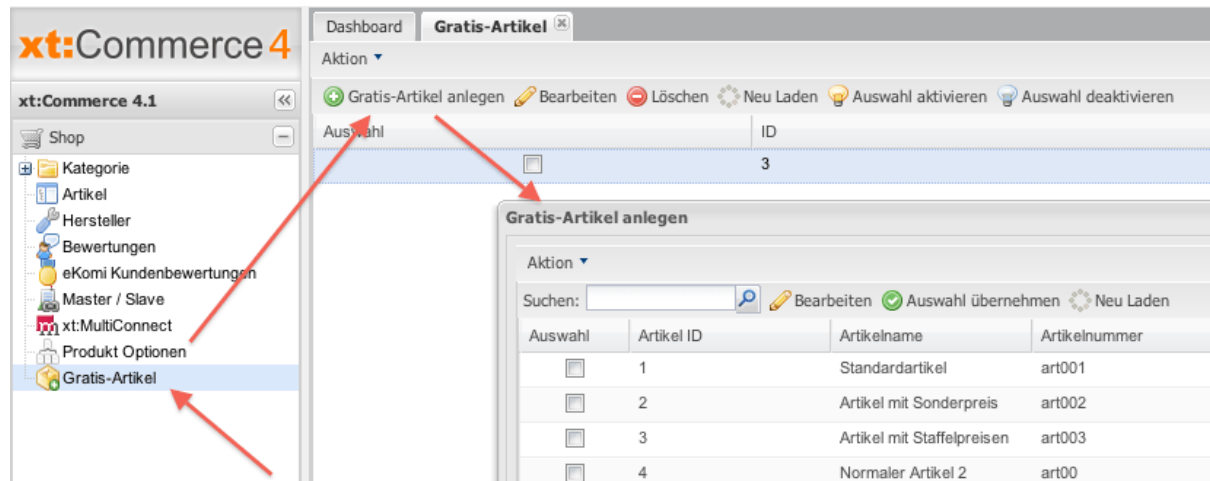 xt:Commerce 4
xt:Commerce 4.1
Shop
Kategorie
Artikel
Hersteller
Bewertungen
eKomi Kundenbewertungen
Master / Slave
xt:MultiConnect
Produkt Optionen
Gratis-Artikel
Dashboard Gratis-Artikel
Aktion
Gratis-Artikel anlegen Bearbeiten Löschen Neu Laden Auswahl aktivieren Auswahl deaktivieren
Auswahl ID
3
Gratis-Artikel anlegen
Aktion
Suchen: Bearbeiten Auswahl übernehmen Neu Laden
Auswahl Artikel ID Artikelname Artikelnummer
1 Standardartikel art001
2 Artikel mit Sonderpreis art002
3 Artikel mit Staffelpreisen art003
4 Normaler Artikel 2 art00